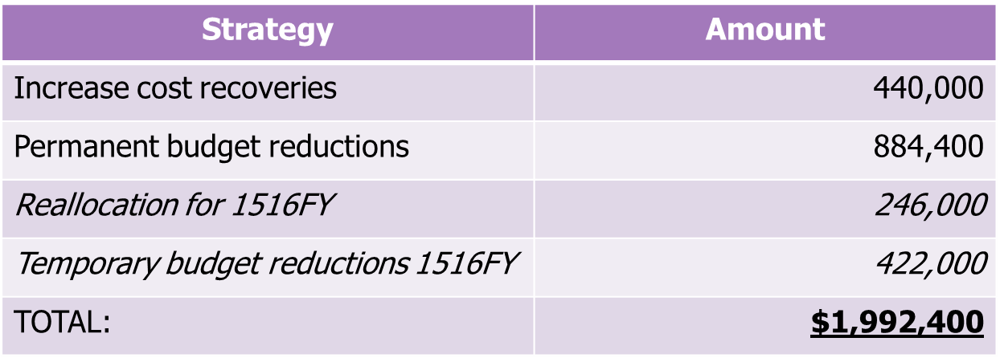 Strategy Amount
Increase cost recoveries 440,000
Permanent budget reductions 884,400
Reallocation for 1516FY 246,000
Temporary budget reductions 1516FY 422,000
TOTAL: $1,992,400